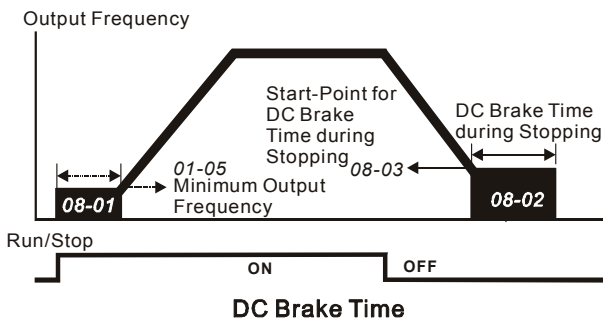 Output Frequency
Start-Point for
DC Brake
Time during
Stopping
DC Brake Time
during Stopping
01-05
08-03
Minimum Output
Frequency
08-01
08-02
Run/Stop
ON
OFF
DC Brake Time